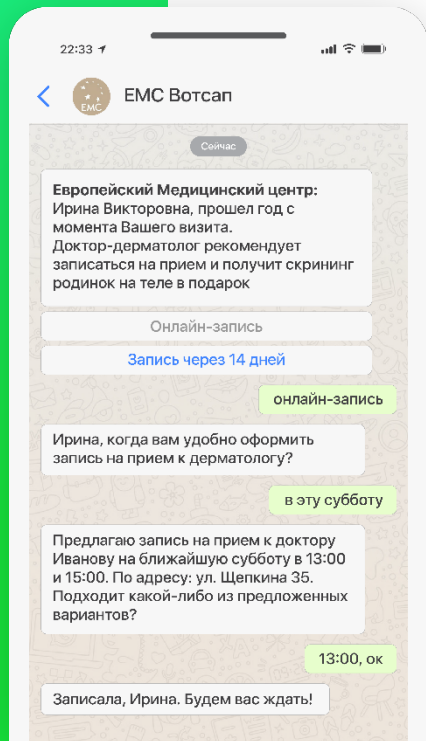 22:33
EMC Вотсап
EMC
Сейчас
Европейский Медицинский центр:
Ирина Викторовна, прошел год с
момента Вашего визита.
Доктор-дерматолог рекомендует
записаться на прием и получит скрининг
родинок на теле в подарок
Онлайн-запись
Запись через 14 дней
онлайн-запись
Ирина, когда вам удобно оформить
запись на прием к дерматологу?
в эту субботу
Предлагаю запись на прием к доктору
Иванову на ближайшую субботу в 13:00
и 15:00. По адресу: ул. Щепкина 35.
Подходит какой-либо из предложенных
вариантов?
13:00, ок
Записала, Ирина. Будем вас ждать!